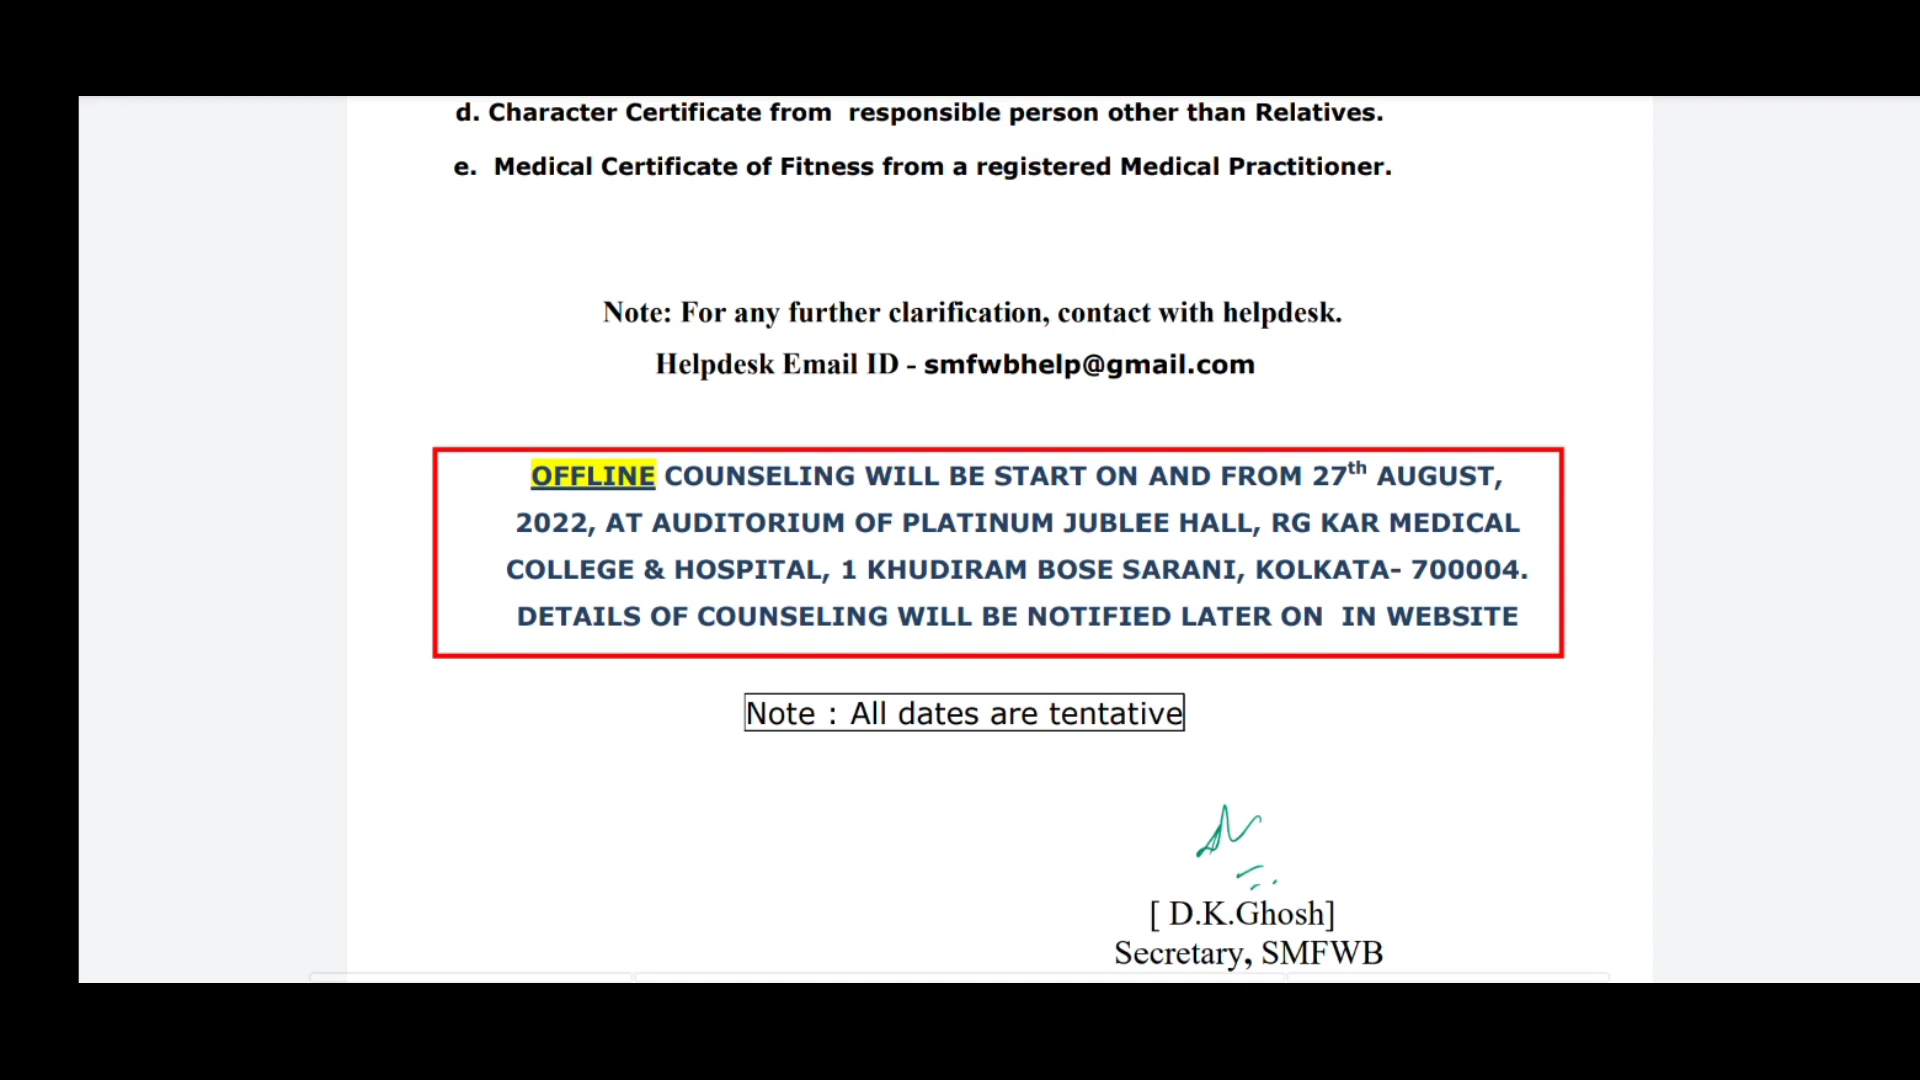 d. Character Certificate from responsible person other than Relatives.
e. Medical Certificate of Fitness from a registered Medical Practitioner.
Note: For any further clarification, contact with helpdesk.
Helpdesk Email ID - smfwbhelp@gmail.com
OFFLINE COUNSELING WILL BE START ON AND FROM 27th AUGUST,
2022, AT AUDITORIUM OF PLATINUM JUBLEE HALL, RG KAR MEDICAL
COLLEGE & HOSPITAL, 1 KHUDIRAM BOSE SARANI, KOLKATA- 700004.
DETAILS OF COUNSELING WILL BE NOTIFIED LATER ON IN WEBSITE
Note : All dates are tentative
[ D.K.Ghosh]
Secretary, SMFWB